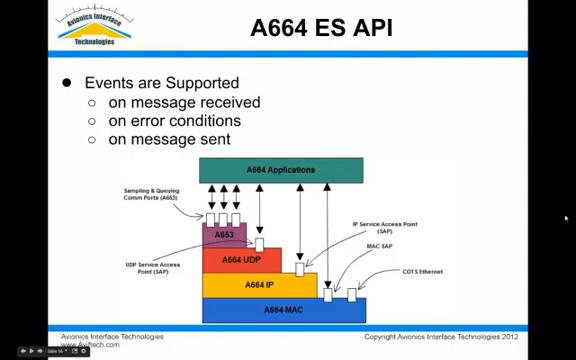 Avionics Interface
Technologies
A664 ES API
Events are Supported
on message received
on error conditions
on message sent
A664 Applications
Sampling & Queuing
Comm Ports (A653)
A653
IP Service Access Point
(SAP)
MAC SAP
UDP Service Access
Point (SAP)
A664 UDP
COTS Ethernet
A664 IP
A664 MAC
Avionics Interface Technologies
www.Aviftech.com
Copyright Avionics Interface Technologies 2012